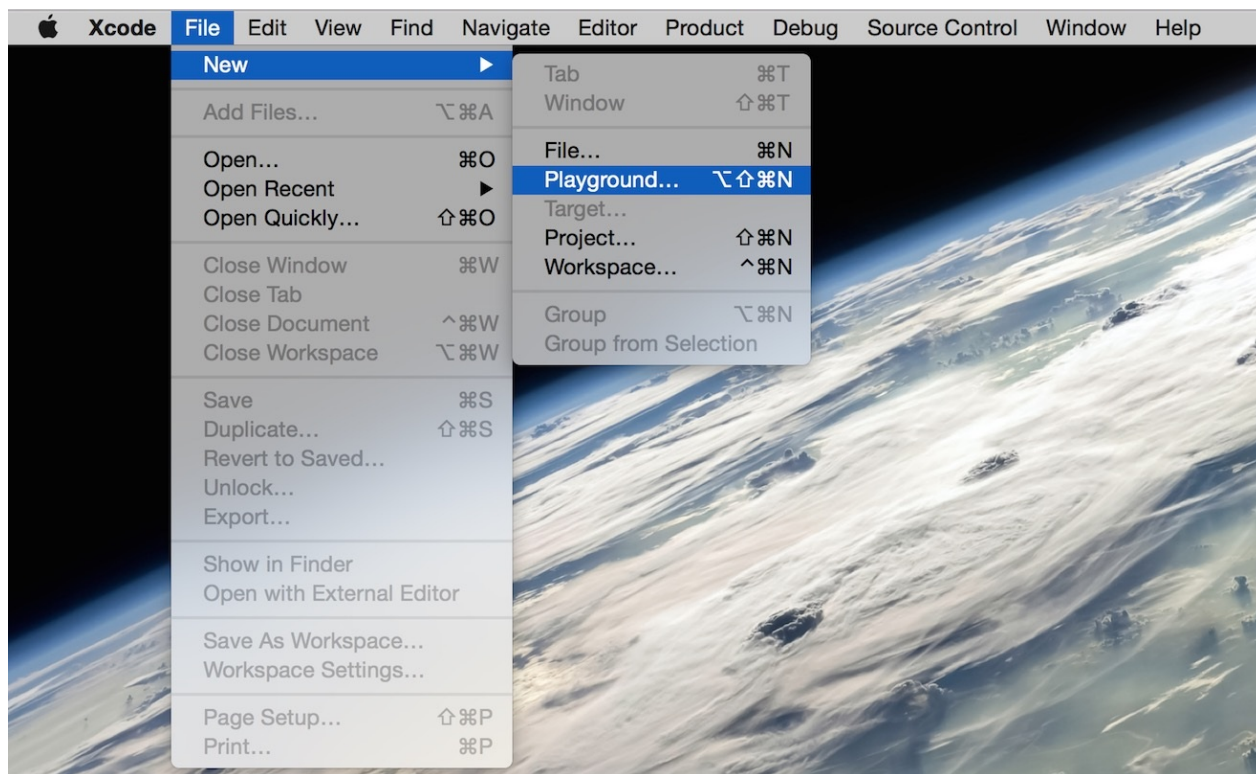 Xcode File Edit View Find Navigate Editor Product Debug Source Control Window Help
New ▶
Add Files... ⌥⌘A
Open... ⌘O
Open Recent ▶
Open Quickly... ⇧⌘O
Close Window ⌘W
Close Tab
Close Document ^⌘W
Close Workspace ⌥⌘W
Save ⌘S
Duplicate... ⇧⌘S
Revert to Saved...
Unlock...
Export...
Show in Finder
Open with External Editor
Save As Workspace...
Workspace Settings...
Page Setup... ⇧⌘P
Print... ⌘P
Tab ⌘T
Window ⇧⌘T
File... ⌘N
Playground... ⌥⇧⌘N
Target...
Project... ⇧⌘N
Workspace... ^⌘N
Group ⌥⌘N
Group from Selection